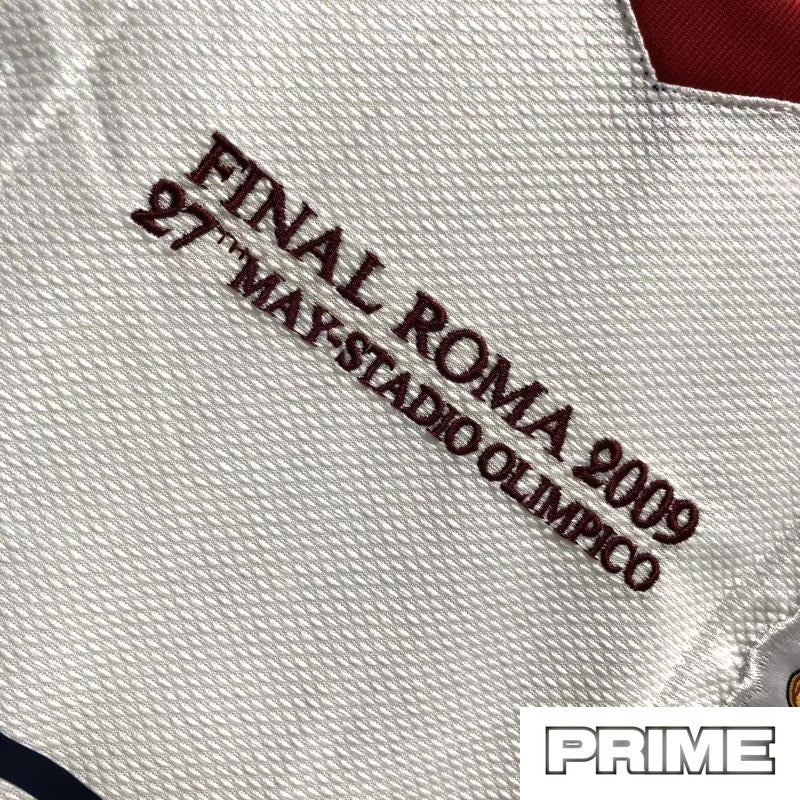 FINAL ROMA 2009
27TH MAY-STADIO OLIMPICO
PRIME